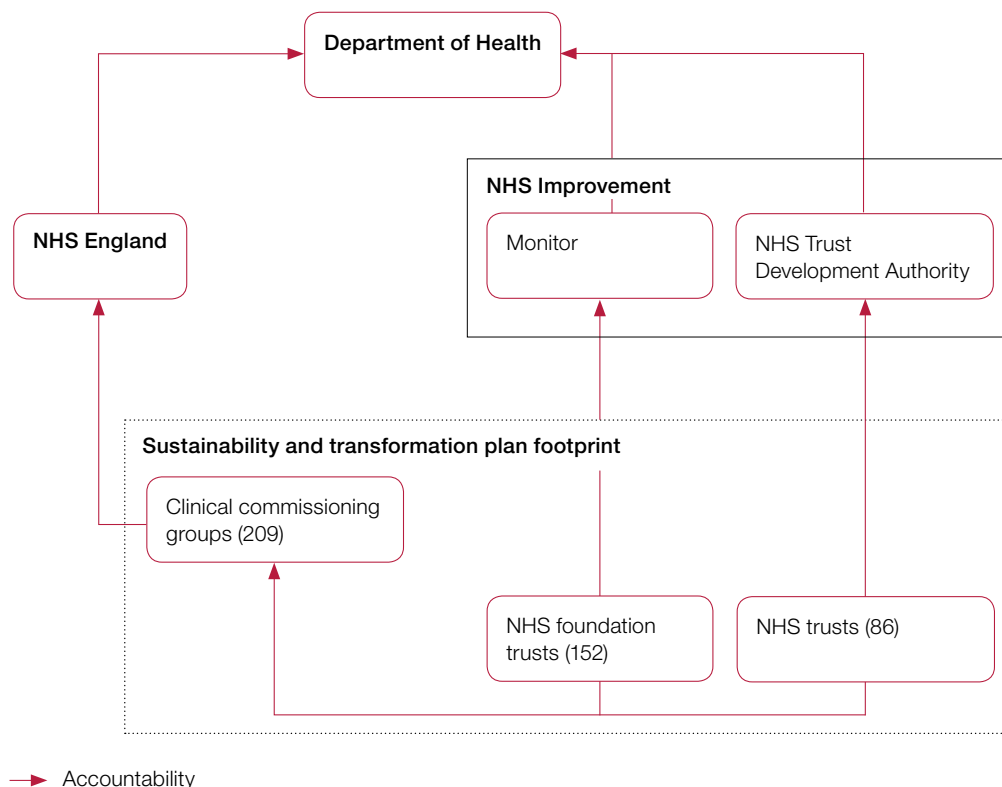 Department of Health
NHS Improvement
NHS England
Monitor
NHS Trust
Development Authority
Sustainability and transformation plan footprint
Clinical commissioning
groups (209)
NHS foundation
trusts (152)
NHS trusts (86)
Accountability